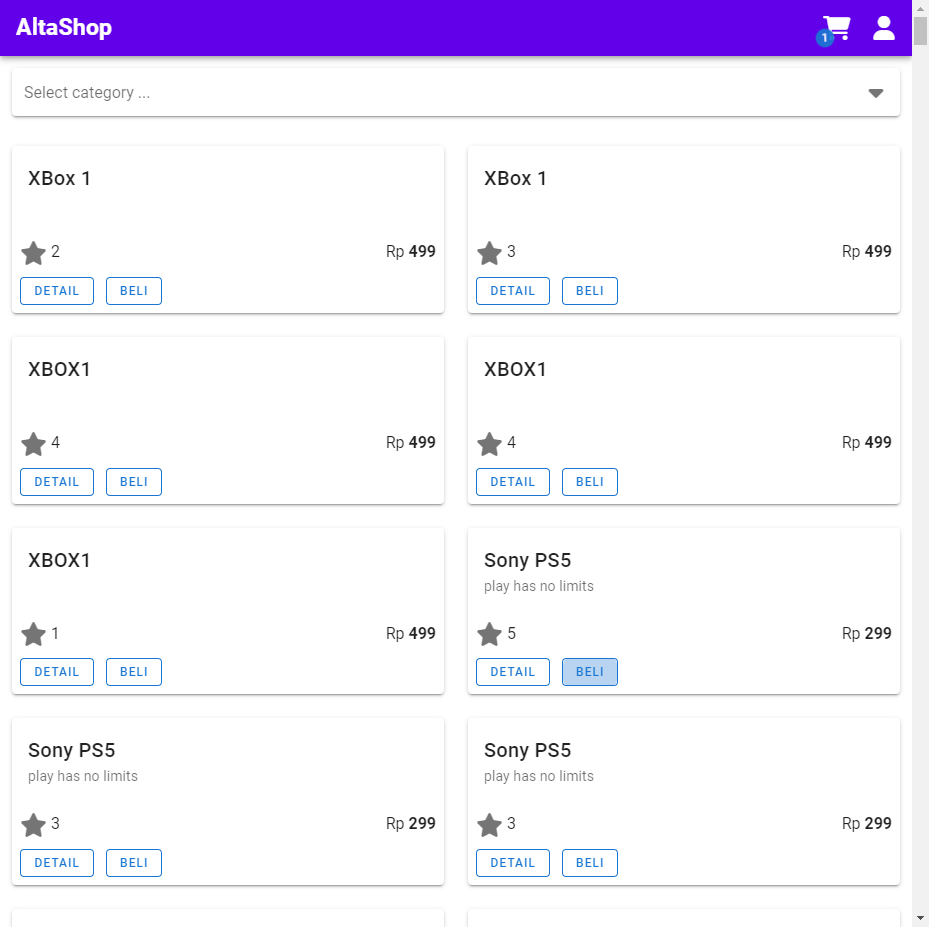 AltaShop
1
Select category ...
XBox 1
2 Rp 499
DETAIL BELI
XBox 1
3 Rp 499
DETAIL BELI
XBOX1
4 Rp 499
DETAIL BELI
XBOX1
4 Rp 499
DETAIL BELI
XBOX1
1 Rp 499
DETAIL BELI
Sony PS5
play has no limits
5 Rp 299
DETAIL BELI
Sony PS5
play has no limits
3 Rp 299
DETAIL BELI
Sony PS5
play has no limits
3 Rp 299
DETAIL BELI